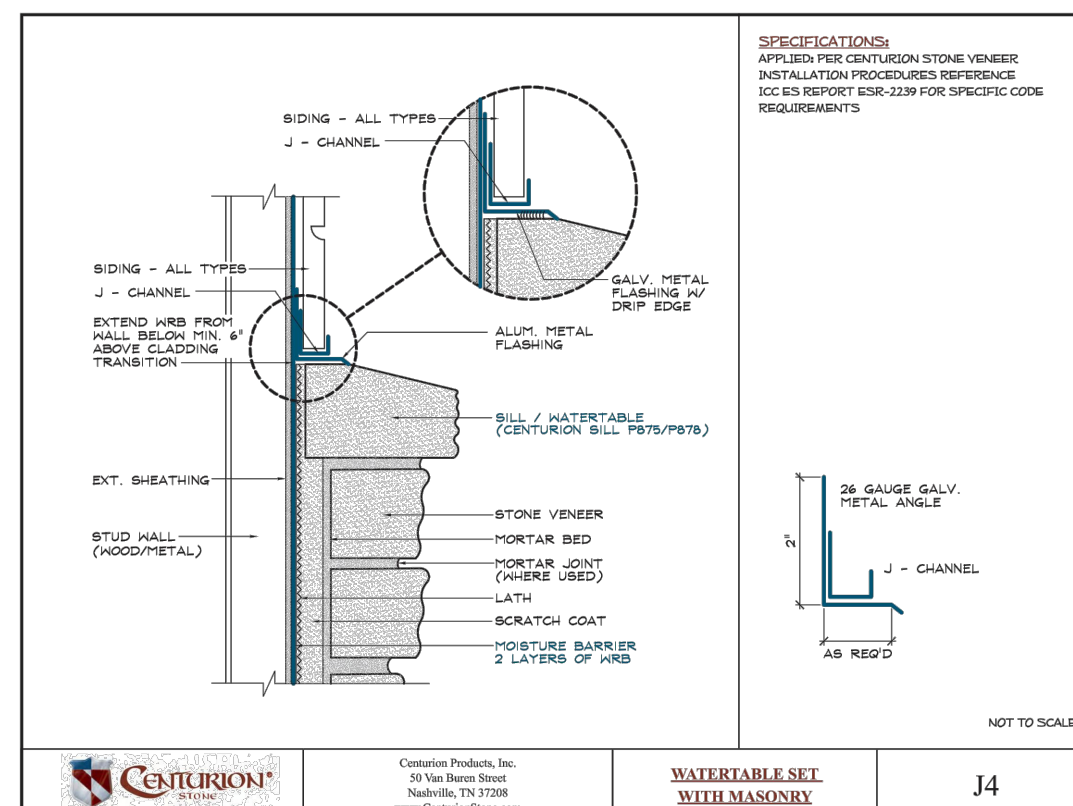 SPECIFICATIONS:
APPLIED: PER CENTURION STONE VENEER
INSTALLATION PROCEDURES REFERENCE
ICC ES REPORT ESR-2239 FOR SPECIFIC CODE
REQUIREMENTS
SIDING - ALL TYPES
J - CHANNEL
GALV. METAL
FLASHING W/
DRIP EDGE
SIDING - ALL TYPES
J - CHANNEL
EXTEND WRB FROM
WALL BELOW MIN. 6"
ABOVE CLADDING
TRANSITION
ALUM. METAL
FLASHING
SILL / WATERTABLE
(CENTURION SILL P875/P878)
EXT. SHEATHING
STUD WALL
(WOOD/METAL)
STONE VENEER
MORTAR BED
MORTAR JOINT
(WHERE USED)
LATH
SCRATCH COAT
MOISTURE BARRIER
2 LAYERS OF WRB
26 GAUGE GALV.
METAL ANGLE
2"
J - CHANNEL
AS REQ'D
NOT TO SCALE
CENTURION®
STONE
Centurion Products, Inc.
50 Van Buren Street
Nashville, TN 37208
www.CenturionStone.com
WATERTABLE SET
WITH MASONRY
J4